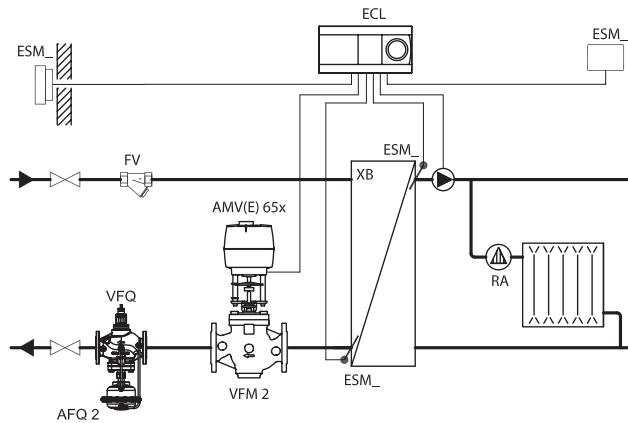 ECL
ESM_
ESM_
ESM_
FV
XB
AMV(E) 65x
RA
VFQ
VFM 2
ESM_
AFQ 2